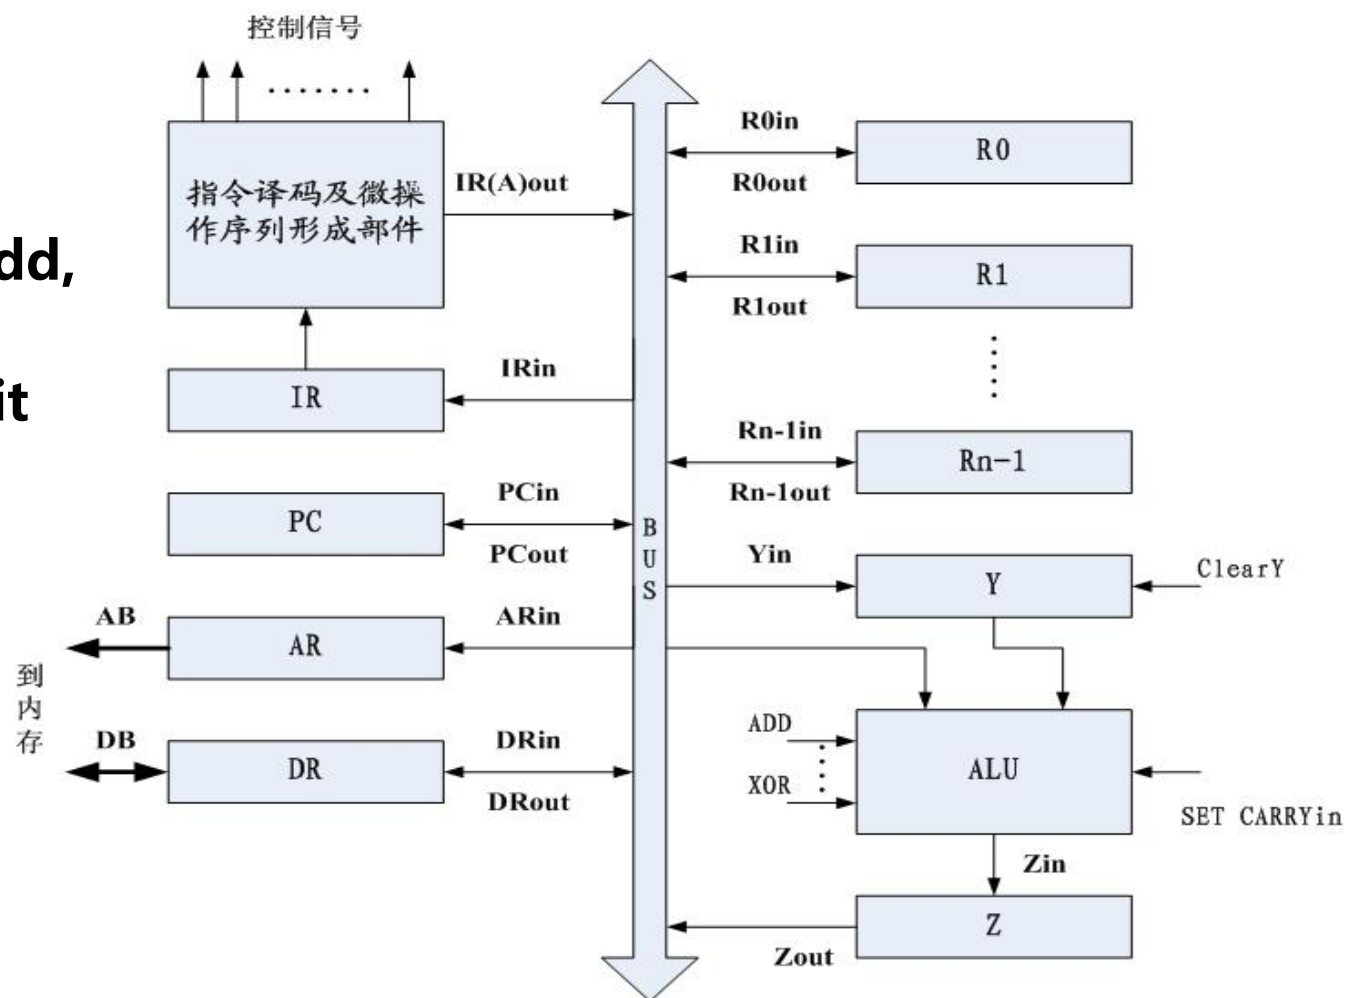 控制信号
指令译码及微操
作序列形成部件
IR(A)out
dd,
IR
IRin
it
PC
PCin
PCout
AB
AR
ARin
到
内
存
DB
DR
DRin
DRout
B
U
S
R0in
R0out
R0
R1in
R1out
R1
Rn-1in
Rn-1out
Rn-1
Yin
Y
ClearY
ADD
XOR
ALU
SET CARRYin
Zin
Z
Zout